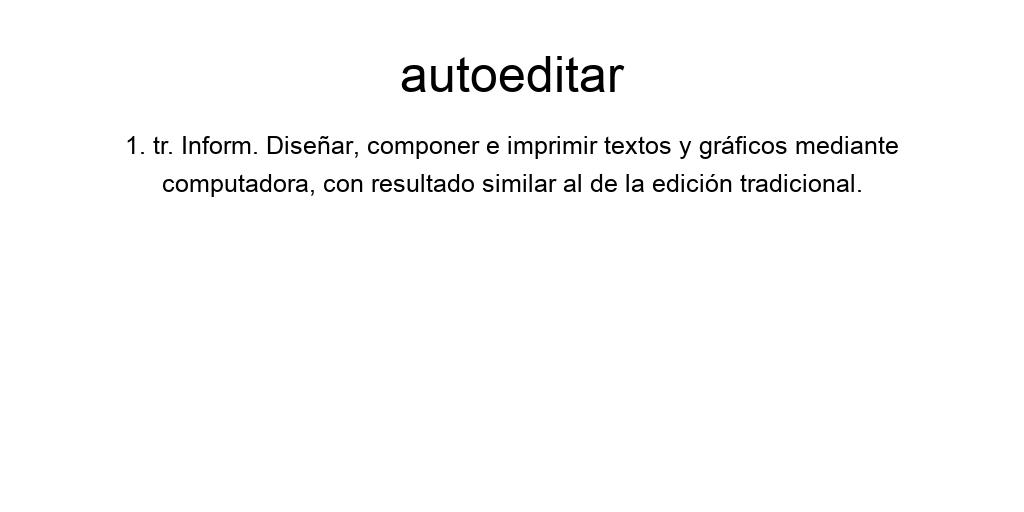 autoeditar
1. tr. Inform. Diseñar, componer e imprimir textos y gráficos mediante
computadora, con resultado similar al de la edición tradicional.